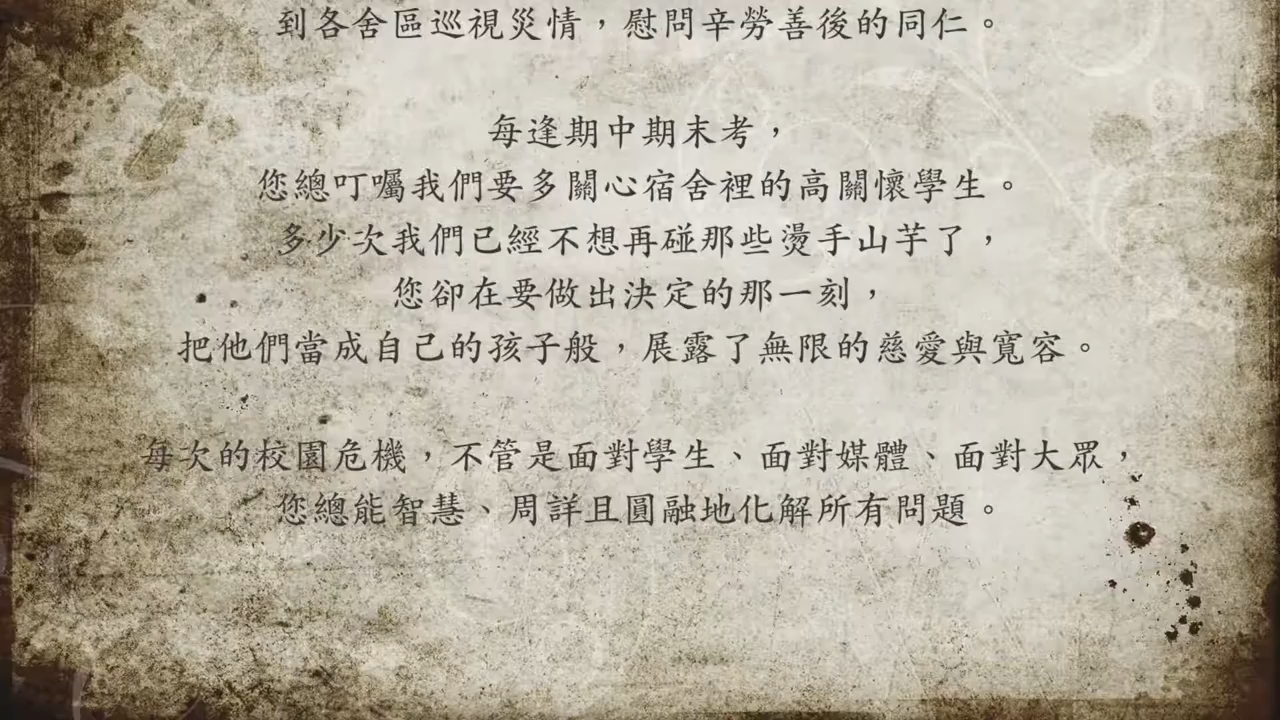 到各舍區巡視災情，慰問辛勞善後的同仁。
每逢期中期末考，
您總叮囑我們要多關心宿舍裡的高關懷學生。
多少次我們已經不想再碰那些燙手山芋了，
您卻在要做出決定的那一刻，
把他們當成自己的孩子般，展露了無限的慈愛與寬容。
每次的校園危機，不管是面對學生、面對媒體、面對大眾，
您總能智慧、周詳且圓融地化解所有問題。